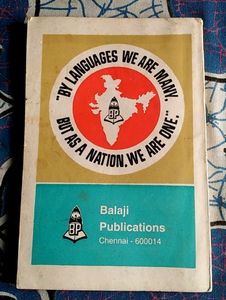 "BY LANGUAGES WE ARE MANY
BUT AS A NATION, WE ARE ONE."
BP
BP
Balaji
Publications
Chennai - 600014